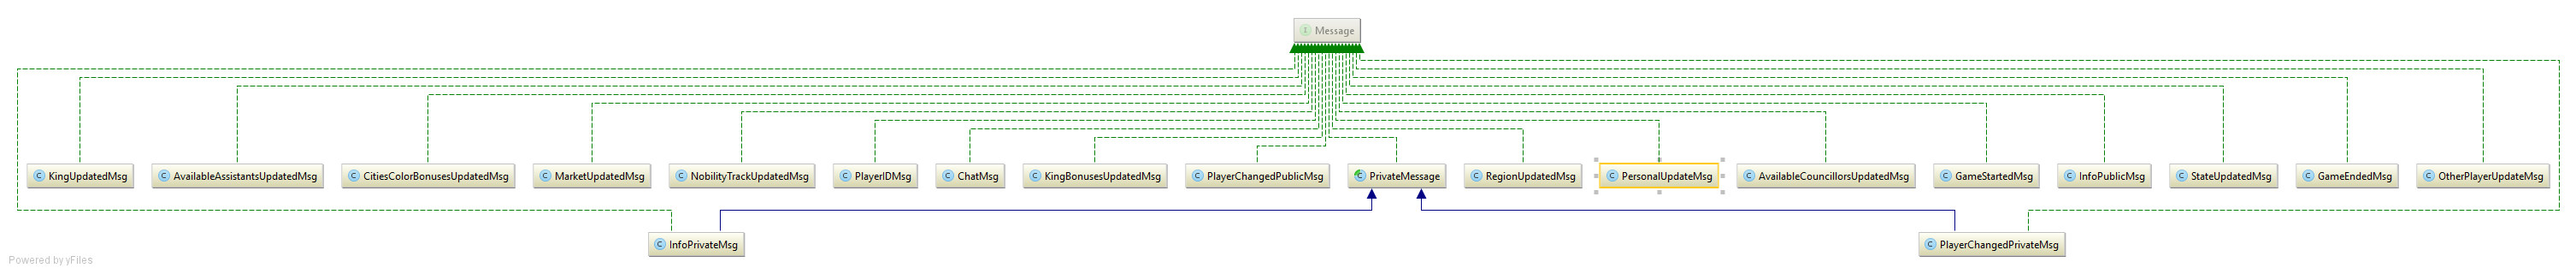 Message
KingUpdatedMsg
AvailableAssistantsUpdatedMsg
CitiesColorBonusesUpdatedMsg
MarketUpdatedMsg
NobilityTrackUpdatedMsg
PlayerIDMsg
ChatMsg
KingBonusesUpdatedMsg
PlayerChangedPublicMsg
PrivateMessage
RegionUpdatedMsg
PersonalUpdateMsg
AvailableCouncillorsUpdatedMsg
GameStartedMsg
InfoPublicMsg
StateUpdatedMsg
GameEndedMsg
OtherPlayerUpdateMsg
InfoPrivateMsg
PlayerChangedPrivateMsg
Powered by yFiles